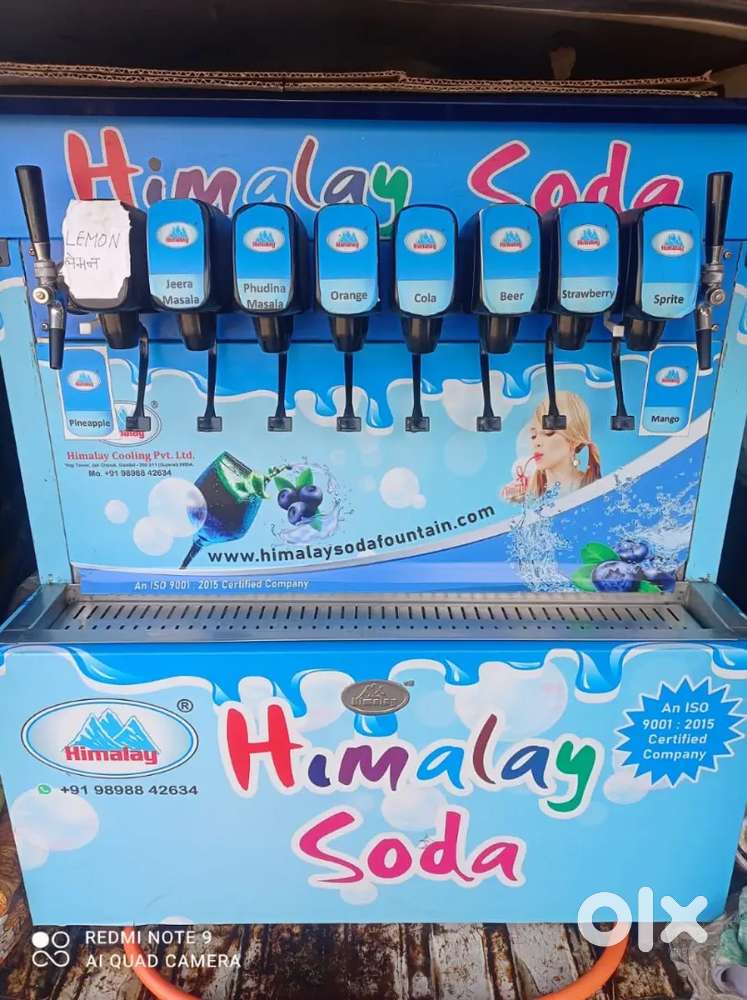 Himalay Soda
LEMON
लेमन
Jeera
Masala
Phudina
Masala
Orange
Cola
Beer
Strawberry
Sprite
Pineapple
Mango
Himalay Cooling Pvt. Ltd.
Mo. +91 98988 42634
www.himalaysodafountain.com
An ISO 9001 : 2015 Certified Company
Himalay
®
+91 98988 42634
Himalay
Himalay
Soda
An ISO
9001 : 2015
Certified
Company
olx
REDMI NOTE 9
AI QUAD CAMERA